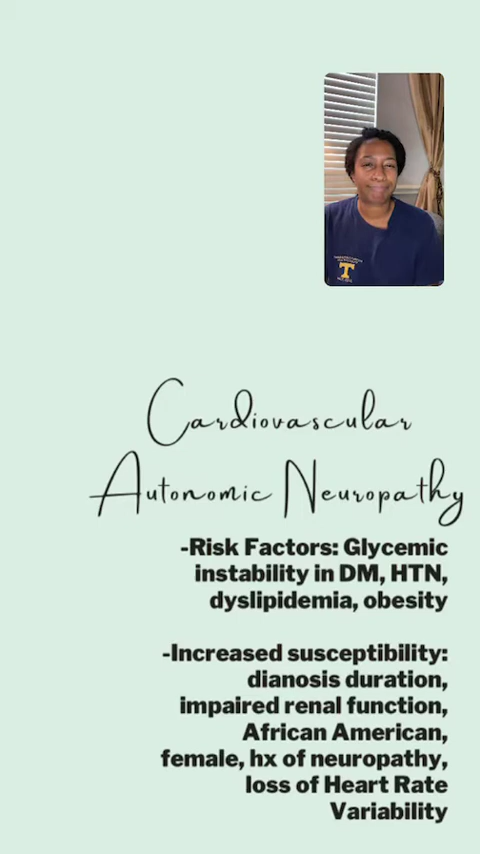 T
Cardiovascular
Autonomic Neuropathy
-Risk Factors: Glycemic
instability in DM, HTN,
dyslipidemia, obesity
-Increased susceptibility:
dianosis duration,
impaired renal function,
African American,
female, hx of neuropathy,
loss of Heart Rate
Variability